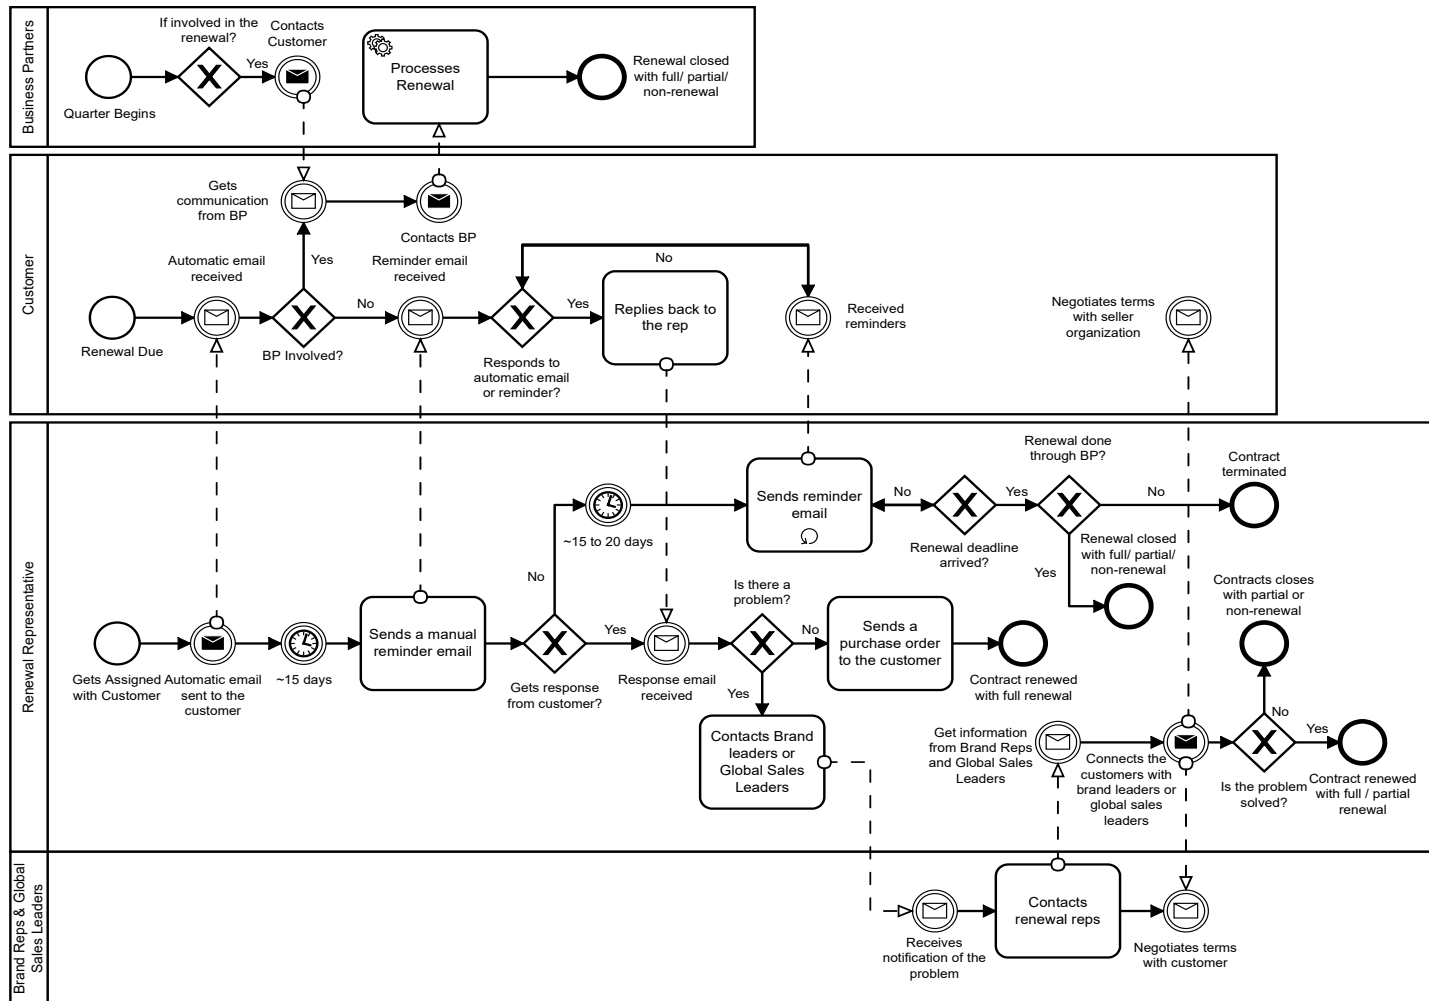 Business Partners
If involved in the
renewal?
Contacts
Customer
Yes
Quarter Begins
Processes
Renewal
Renewal closed
with full/ partial/
non-renewal
Customer
Gets
communication
from BP
Contacts BP
Automatic email
received
Yes
Reminder email
received
No
Renewal Due
BP Involved?
No
Responds to
automatic email
or reminder?
Yes
Replies back to
the rep
Received
reminders
Negotiates terms
with seller
organization
Renewal Representative
Renewal done
through BP?
Contract
terminated
~15 to 20 days
Sends reminder
email
No
Renewal deadline
arrived?
Yes
No
Yes
Renewal closed
with full/ partial/
non-renewal
Contracts closes
with partial or
non-renewal
No
Is there a
problem?
Gets Assigned
with Customer
Automatic email
sent to the
customer
~15 days
Sends a manual
reminder email
Gets response
from customer?
Yes
Response email
received
No
Yes
Sends a
purchase order
to the customer
Contract renewed
with full renewal
Contacts Brand
leaders or
Global Sales
Leaders
Get information
from Brand Reps
and Global Sales
Leaders
Connects the
customers with
brand leaders or
global sales
leaders
No
Yes
Is the problem
solved?
Contract renewed
with full / partial
renewal
Brand Reps & Global
Sales Leaders
Receives
notification of the
problem
Contacts
renewal reps
Negotiates terms
with customer